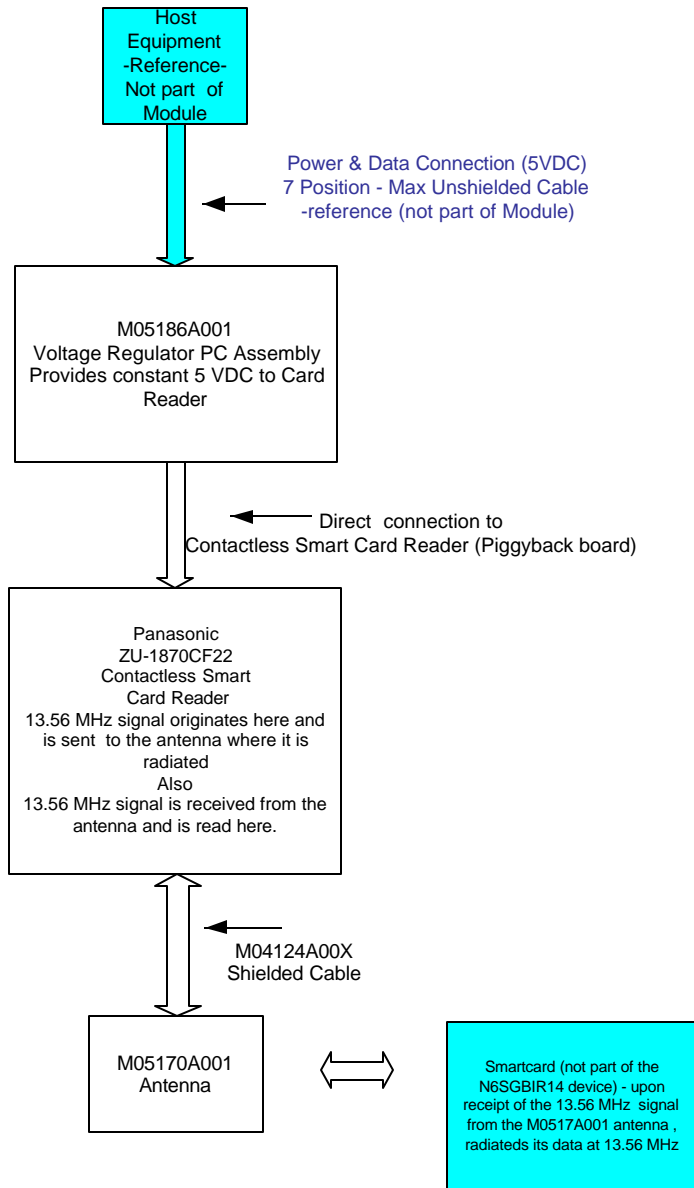 Host
Equipment
-Reference-
Not part of
Module
Power & Data Connection (5VDC)
7 Position - Max Unshielded Cable
-reference (not part of Module)
M05186A001
Voltage Regulator PC Assembly
Provides constant 5 VDC to Card
Reader
Direct connection to
Contactless Smart Card Reader (Piggyback board)
Panasonic
ZU-1870CF22
Contactless Smart
Card Reader
13.56 MHz signal originates here and
is sent to the antenna where it is
radiated
Also
13.56 MHz signal is received from the
antenna and is read here.
M04124A00X
Shielded Cable
M05170A001
Antenna
Smartcard (not part of the
N6SGBIR14 device) - upon
receipt of the 13.56 MHz signal
from the M0517A001 antenna ,
radiateds its data at 13.56 MHz